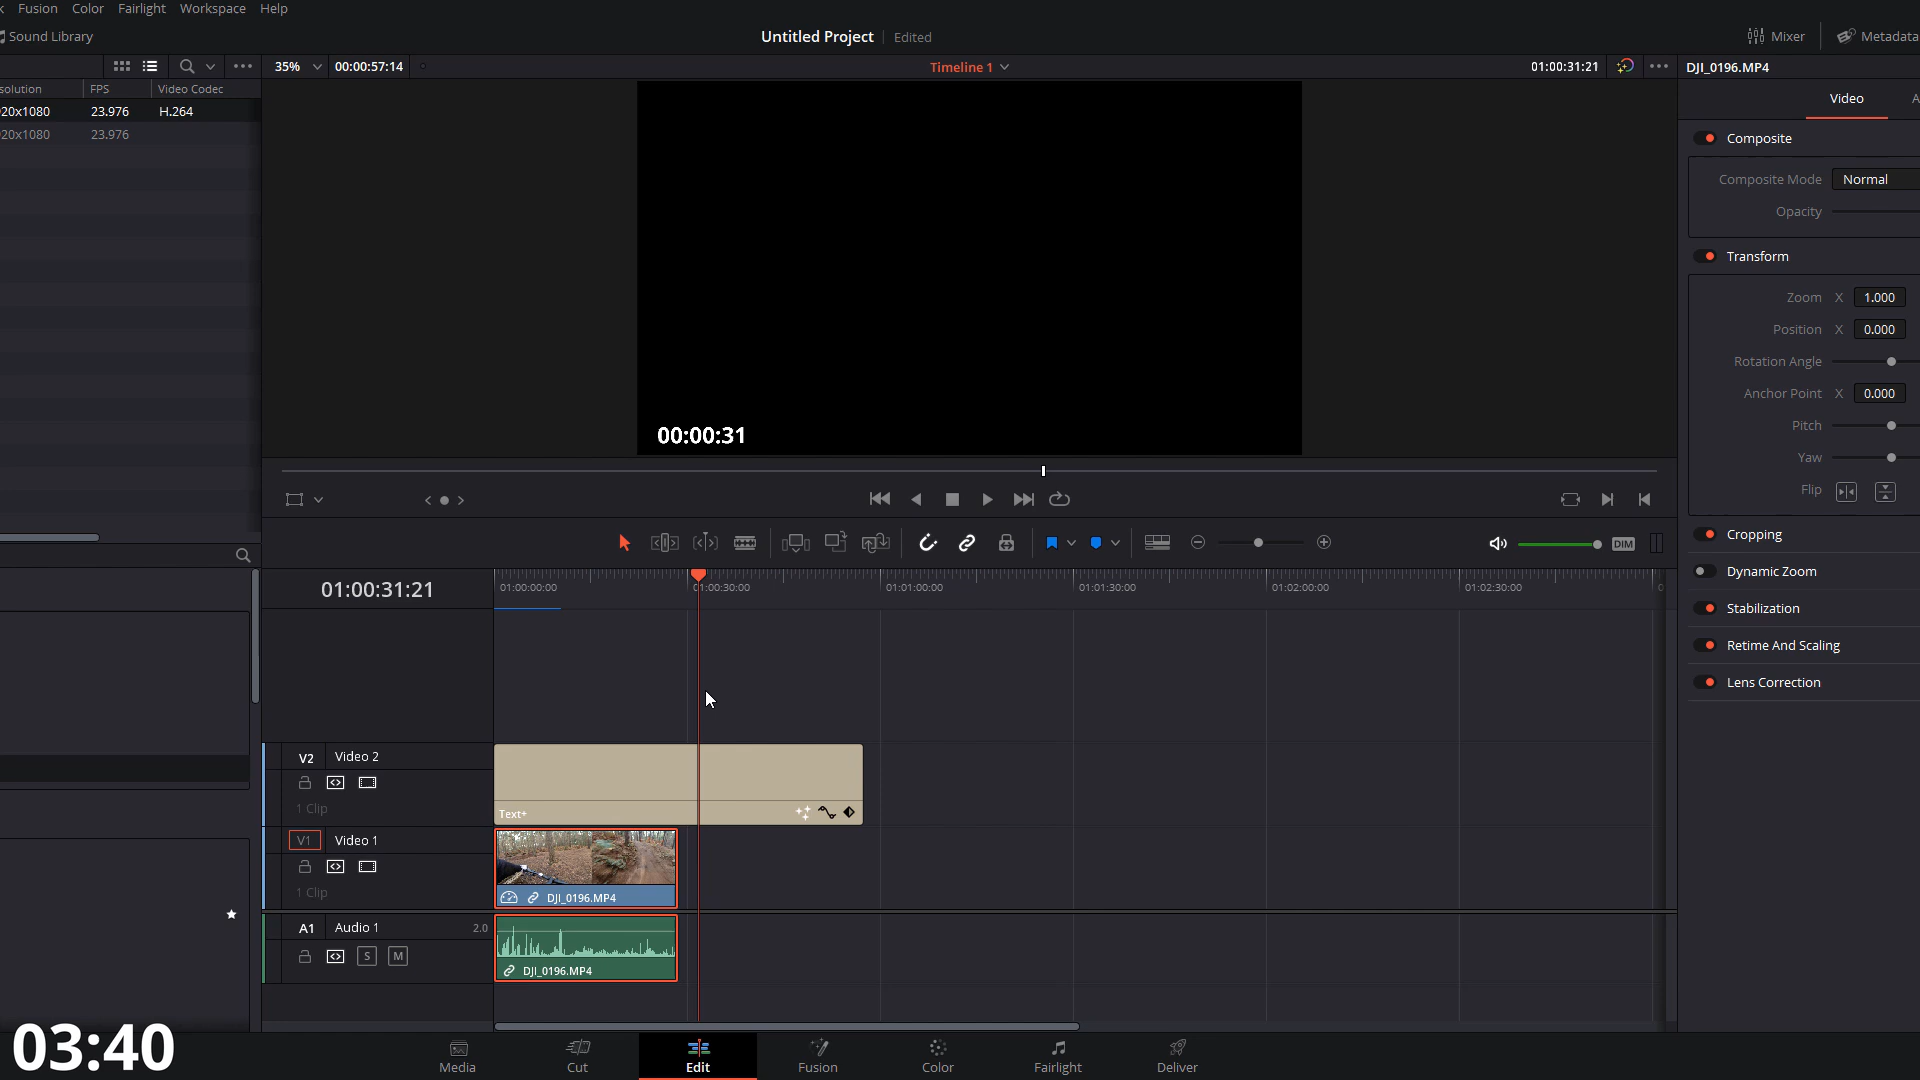 Fusion Color Fairlight Workspace Help
Sound Library
Untitled Project Edited
Mixer Metadata
35% 00:00:57:14 Timeline 1 01:00:31:21 DJI_0196.MP4
solution FPS Video Codec
20x1080 23.976 H.264
20x1080 23.976
Video A
Composite
Composite Mode Normal
Opacity
Transform
Zoom X 1.000
Position X 0.000
Rotation Angle
Anchor Point X 0.000
Pitch
Yaw
Flip
Cropping
Dynamic Zoom
Stabilization
Retime And Scaling
Lens Correction
00:00:31
DIM
01:00:31:21
01:00:00:00 01:00:30:00 01:01:00:00 01:01:30:00 01:02:00:00 01:02:30:00 0
V2 Video 2
1 Clip
Text+
V1 Video 1
1 Clip
DJI_0196.MP4
A1 Audio 1 2.0
S M
DJI_0196.MP4
03:40
Media Cut Edit Fusion Color Fairlight Deliver